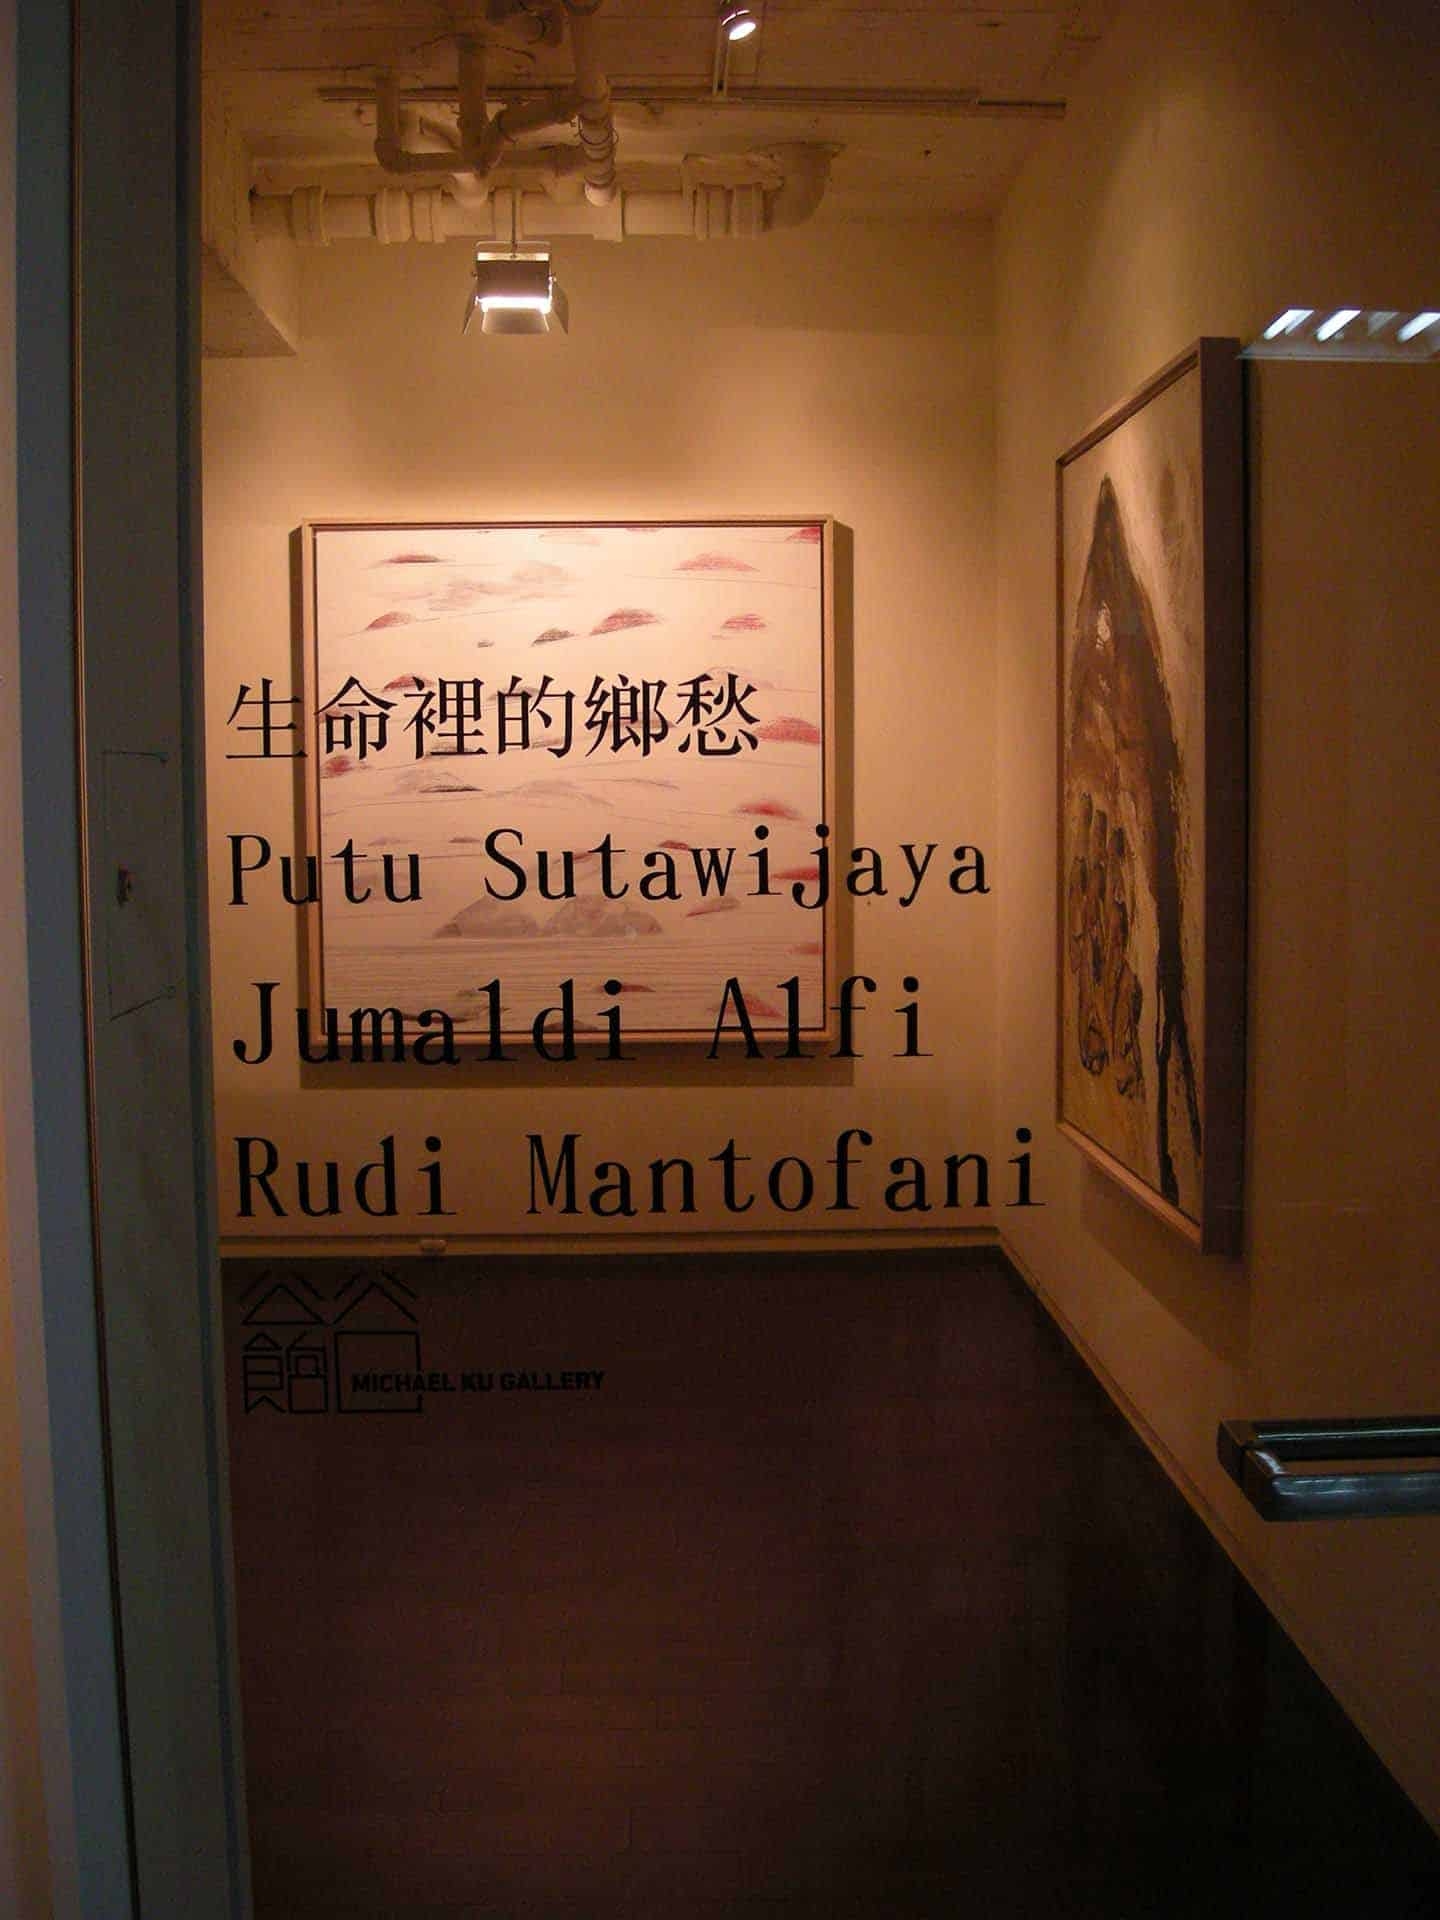 生命裡的鄉愁
Putu Sutawijaya
Jumaldi Alfi
Rudi Mantofani
MICHAEL KU GALLERY